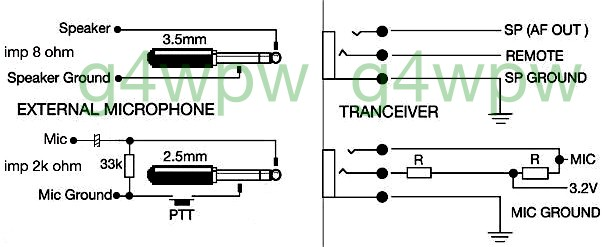 Speaker
3.5mm
SP (AF OUT )
imp 8 ohm
REMOTE
Speaker Ground
SP GROUND
g4wpw
g4wpw
EXTERNAL MICROPHONE
TRANCEIVER
Mic
2.5mm
R
R
MIC
imp 2k ohm
33k
3.2V
Mic Ground
MIC GROUND
PTT